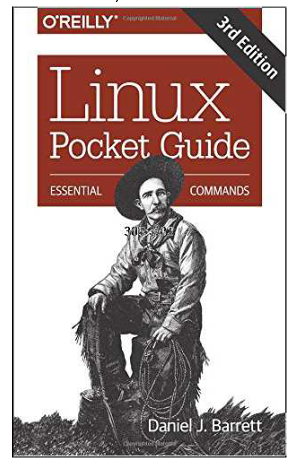 O'REILLY®
3rd Edition
Linux
Pocket Guide
ESSENTIAL COMMANDS
Daniel J. Barrett